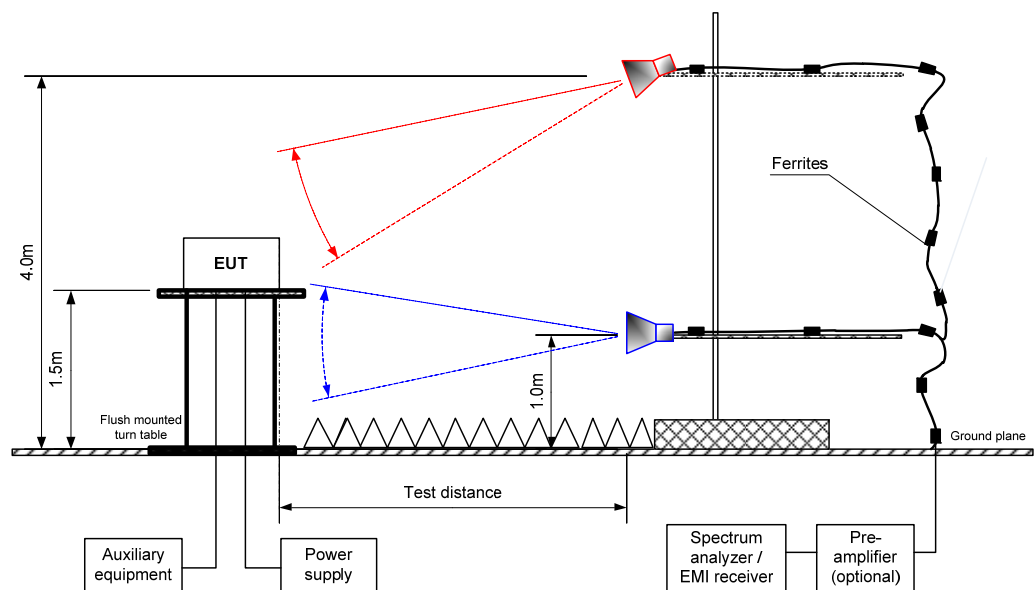 4.0m
Ferrites
EUT
1.5m
1.0m
Flush mounted
turn table
Ground plane
Test distance
Auxiliary
equipment
Power
supply
Spectrum
analyzer /
EMI receiver
Pre-
amplifier
(optional)